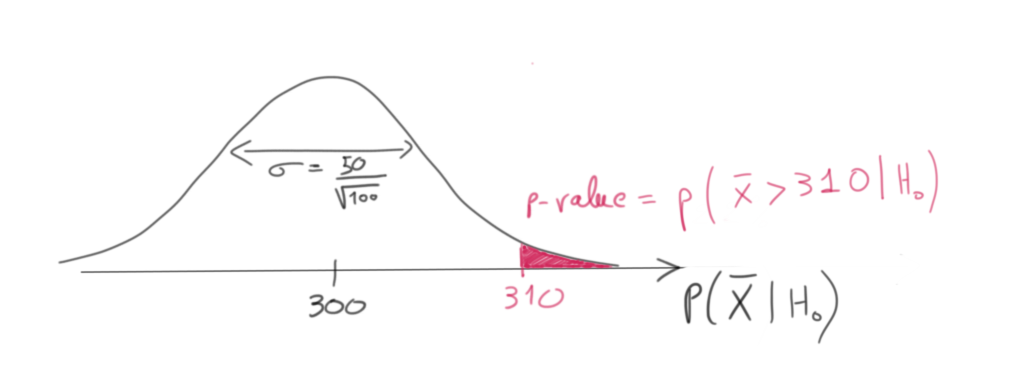 σ = 50/√100
p-value = p( X̄ > 310 | H₀ )
300
310
P( X̄ | H₀ )